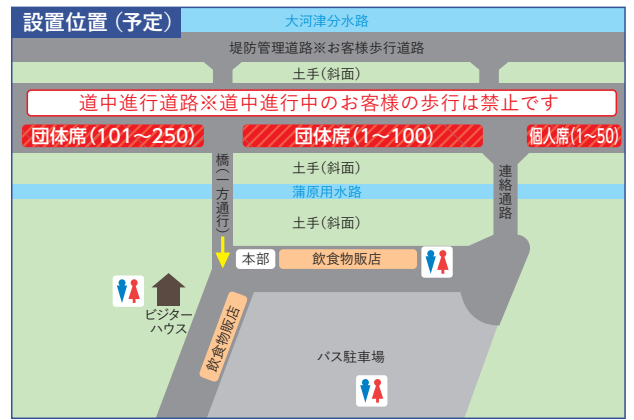 設置位置（予定）
大河津分水路
堤防管理道路※お客様歩行道路
土手(斜面)
道中進行道路※道中進行中のお客様の歩行は禁止です
団体席(101〜250)
団体席(1〜100)
個人席(1〜50)
橋(一方通行)
土手(斜面)
連絡通路
蒲原用水路
土手(斜面)
本部
飲食物販店
ビジター
ハウス
飲食物販店
バス駐車場